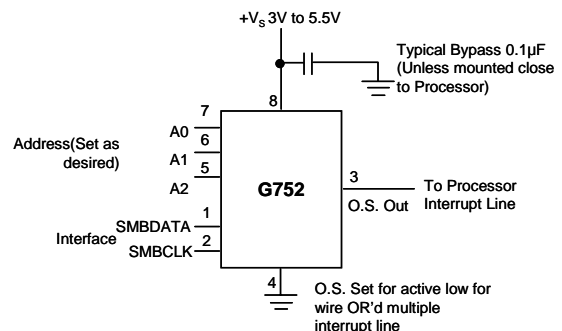 +VS 3V to 5.5V
Typical Bypass 0.1µF
(Unless mounted close
to Processor)
8
7
A0
6
A1
5
A2
Address(Set as
desired)
G752
3
O.S. Out
To Processor
Interrupt Line
1
SMBDATA
Interface
2
SMBCLK
4
O.S. Set for active low for
wire OR’d multiple
interrupt line